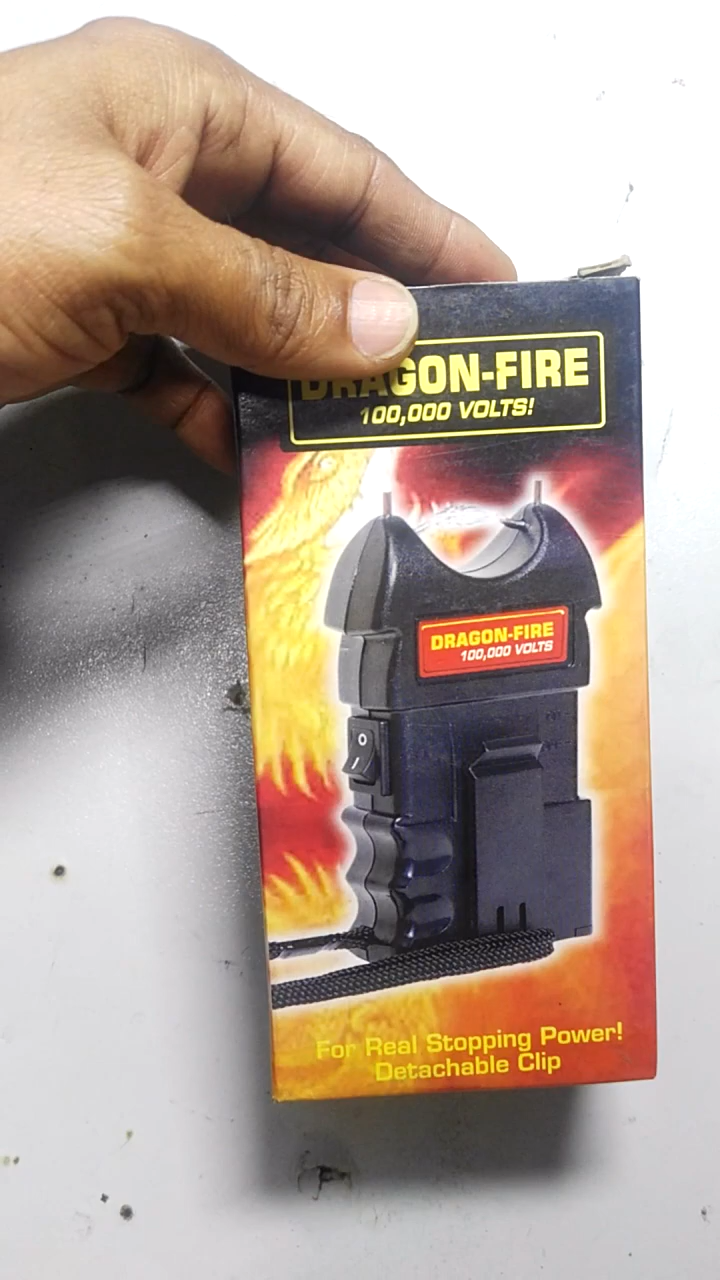 DRAGON-FIRE
100,000 VOLTS!
DRAGON-FIRE
100,000 VOLTS
O
I
For Real Stopping Power!
Detachable Clip